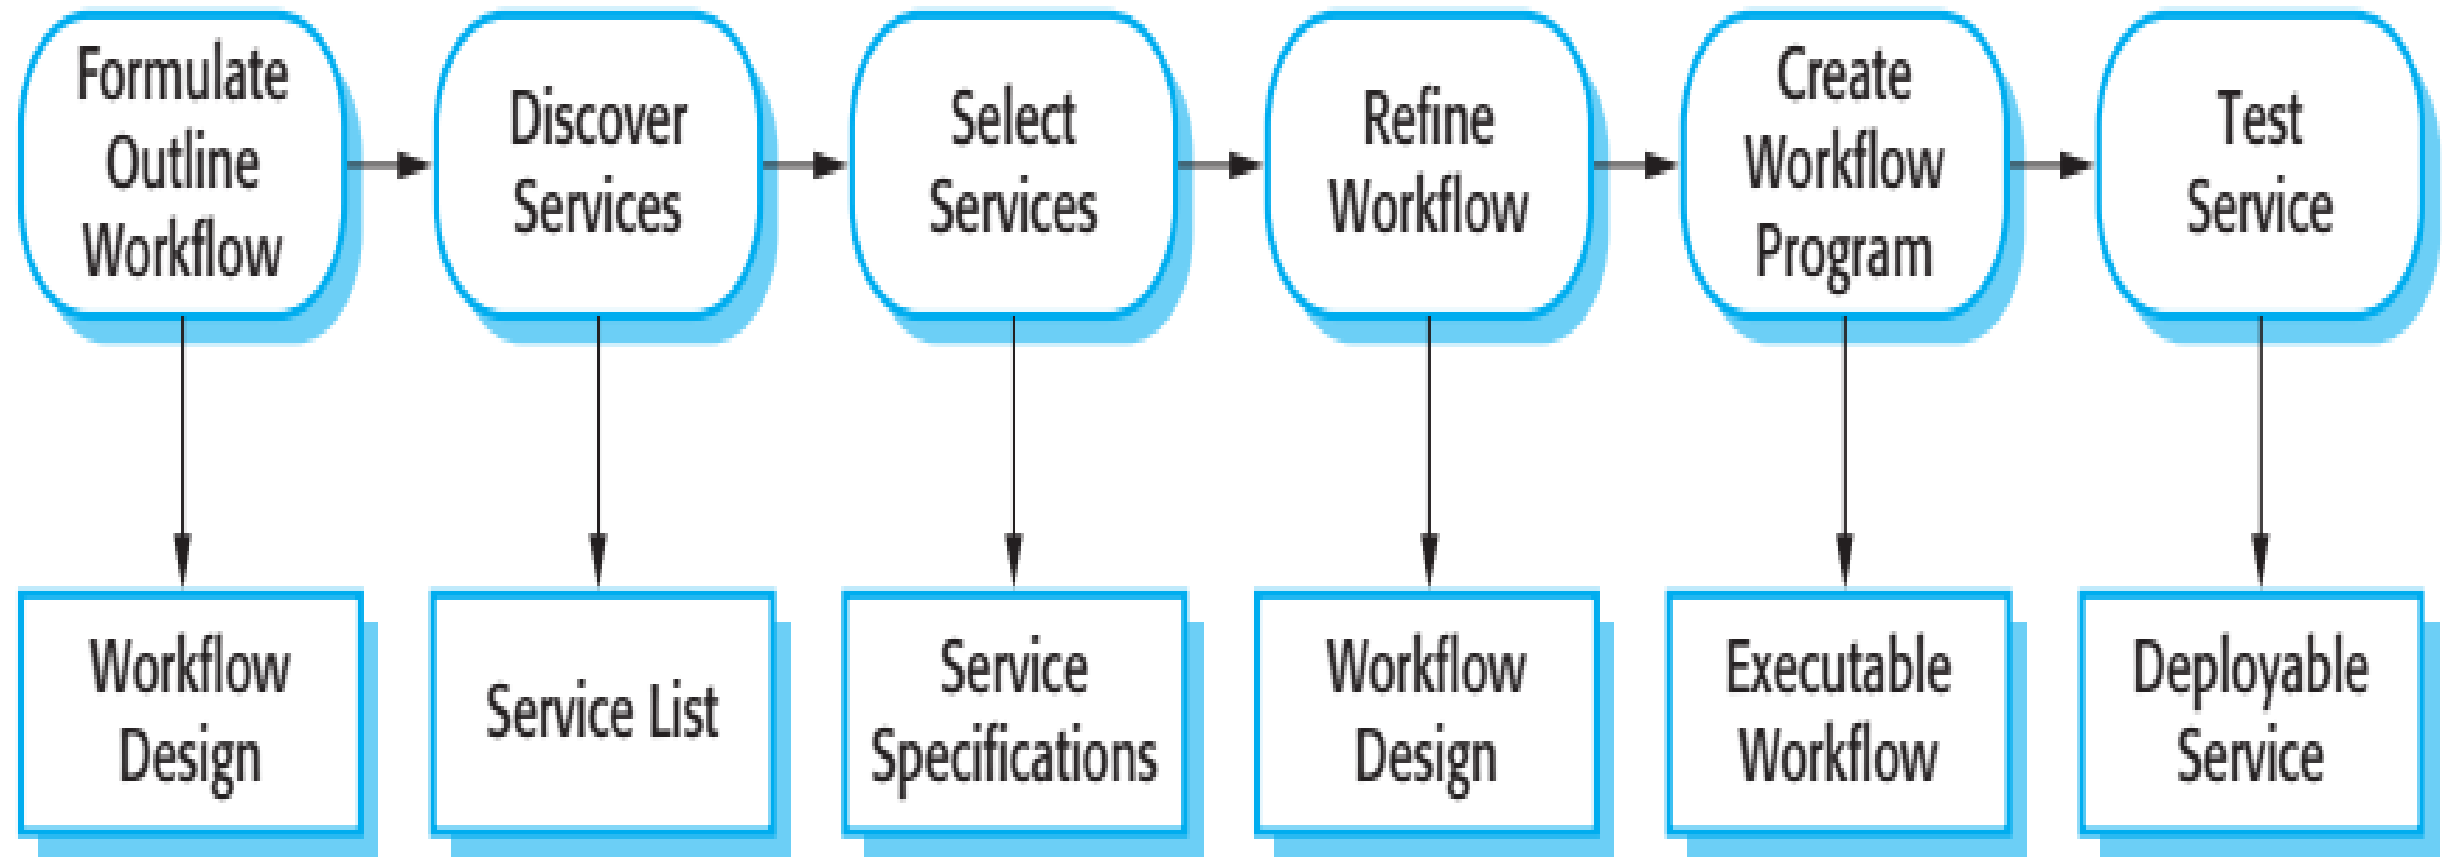 Formulate
Outline
Workflow
Discover
Services
Select
Services
Refine
Workflow
Create
Workflow
Program
Test
Service
Workflow
Design
Service List
Service
Specifications
Workflow
Design
Executable
Workflow
Deployable
Service